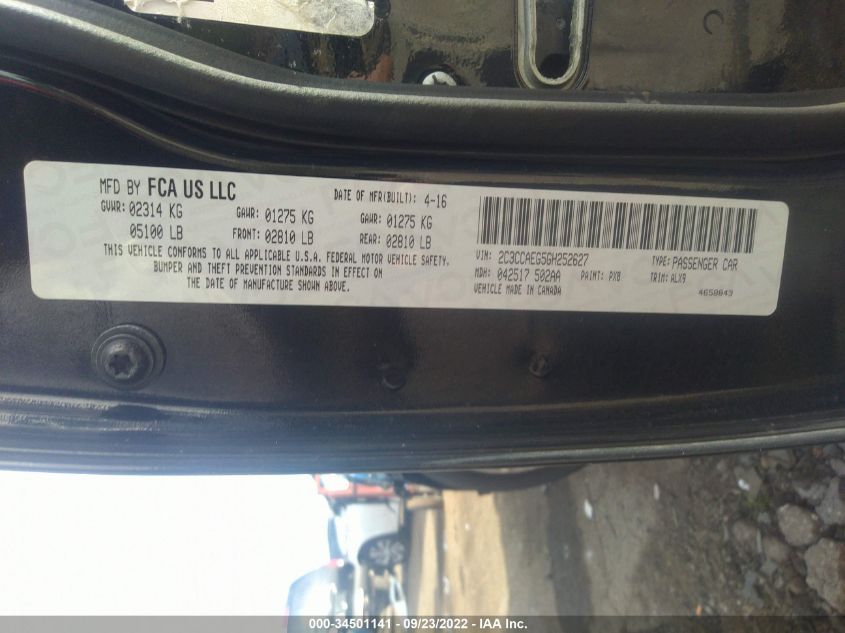 MFD BY FCA US LLC
DATE OF MFR(BUILT): 4-16
GVWR: 02314 KG GAWR: 01275 KG GAWR: 01275 KG
05100 LB FRONT: 02810 LB REAR: 02810 LB
THIS VEHICLE CONFORMS TO ALL APPLICABLE U.S.A. FEDERAL MOTOR VEHICLE SAFETY,
BUMPER AND THEFT PREVENTION STANDARDS IN EFFECT ON
THE DATE OF MANUFACTURE SHOWN ABOVE.
VIN: 2C3CCAEG5GH252627 TYPE: PASSENGER CAR
MDH: 042517 502AA PAINT: PX8 TRIM: ALX9
VEHICLE MADE IN CANADA 4658843
000-34501141 - 09/23/2022 - IAA Inc.